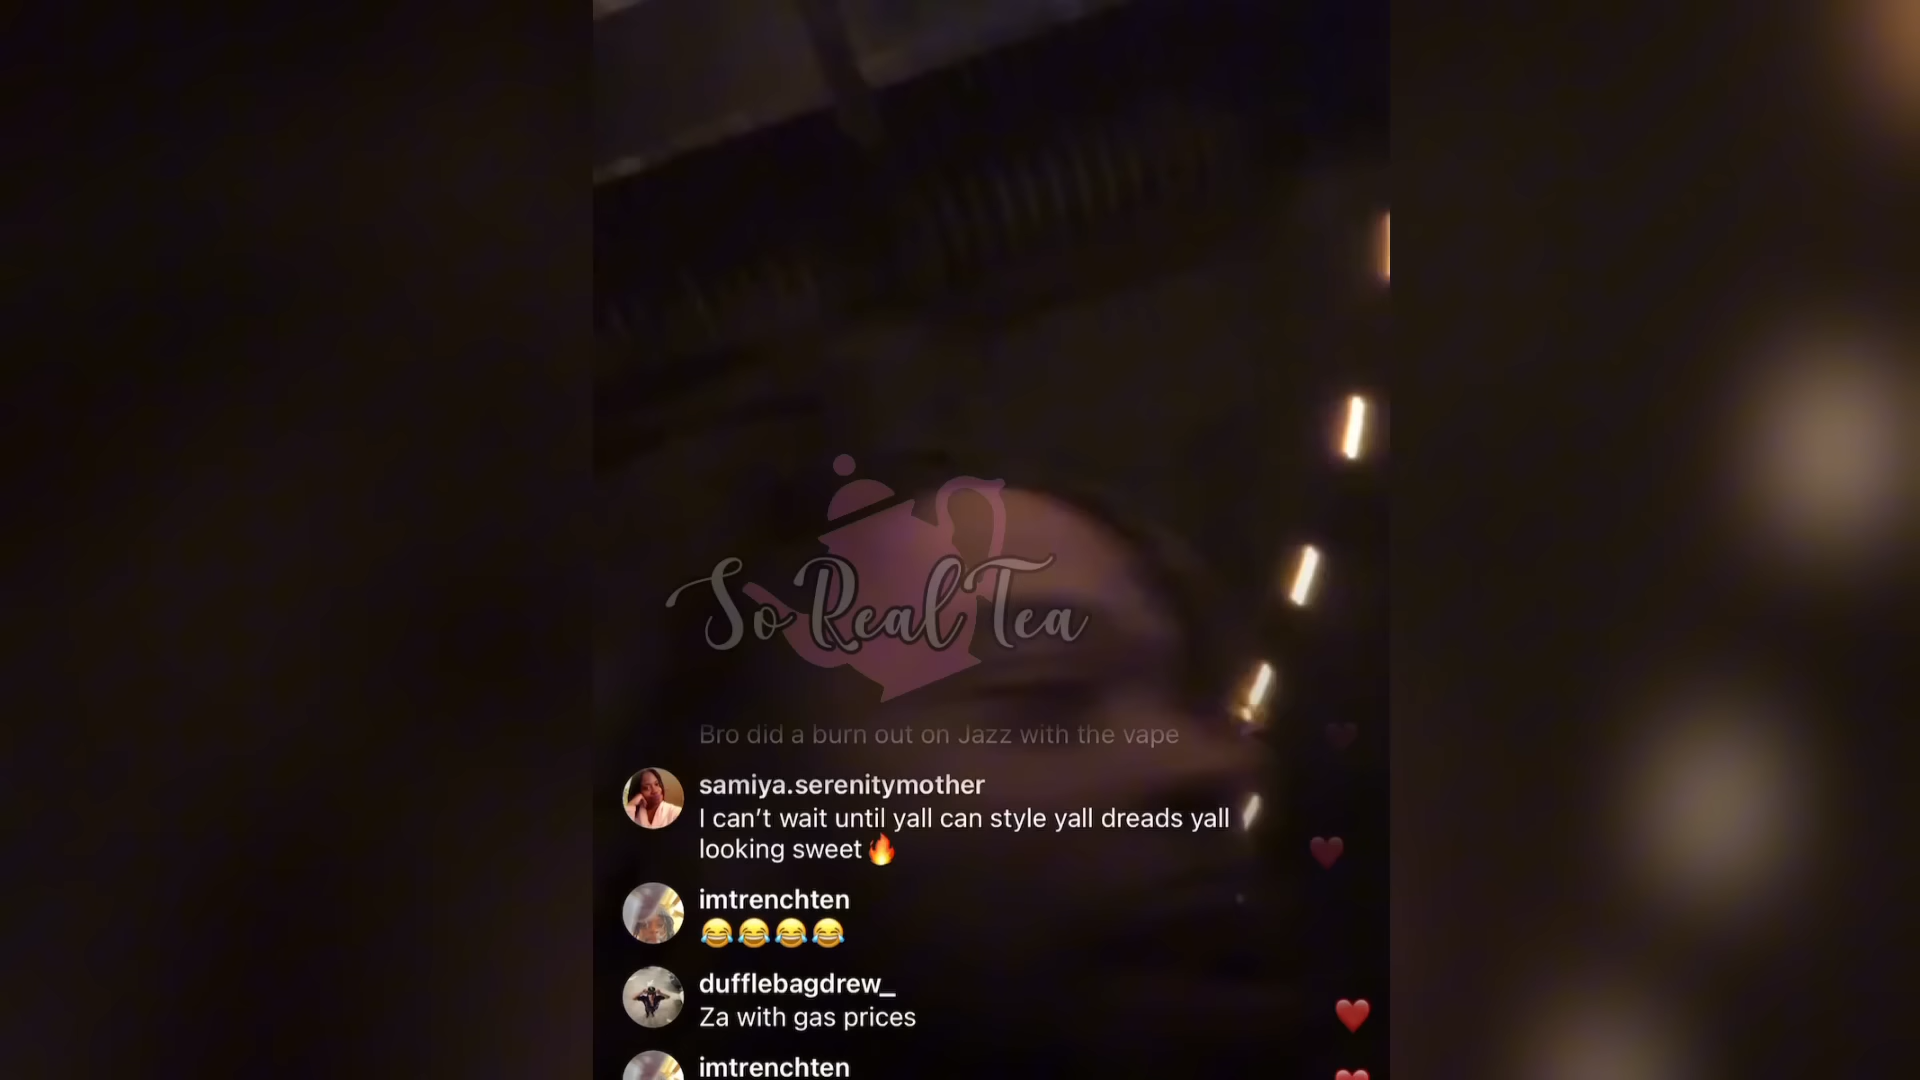 So Real Tea
Bro did a burn out on Jazz with the vape
samiya.serenitymother
I can’t wait until yall can style yall dreads yall
looking sweet🔥
imtrenchten
😂😂😂😂
dufflebagdrew_
Za with gas prices
imtrenchten